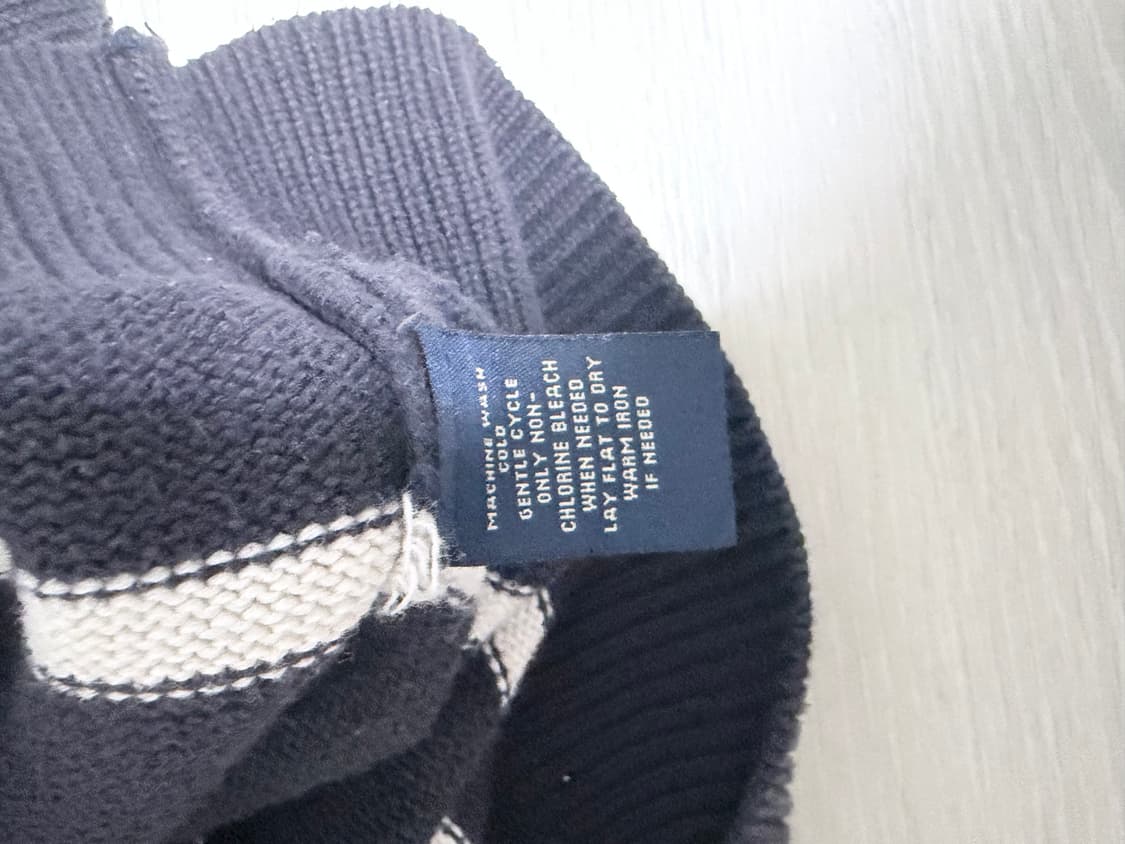 MACHINE WASH
COLD
GENTLE CYCLE
ONLY NON-
CHLORINE BLEACH
WHEN NEEDED
LAY FLAT TO DRY
WARM IRON
IF NEEDED